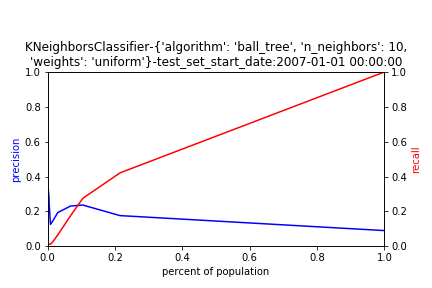 KNeighborsClassifier-{'algorithm': 'ball_tree', 'n_neighbors': 10,
'weights': 'uniform'}-test_set_start_date:2007-01-01 00:00:00
1.0
0.8
0.6
0.4
0.2
0.0
precision
0.0 0.2 0.4 0.6 0.8 1.0
percent of population
1.0
0.8
0.6
0.4
0.2
0.0
recall